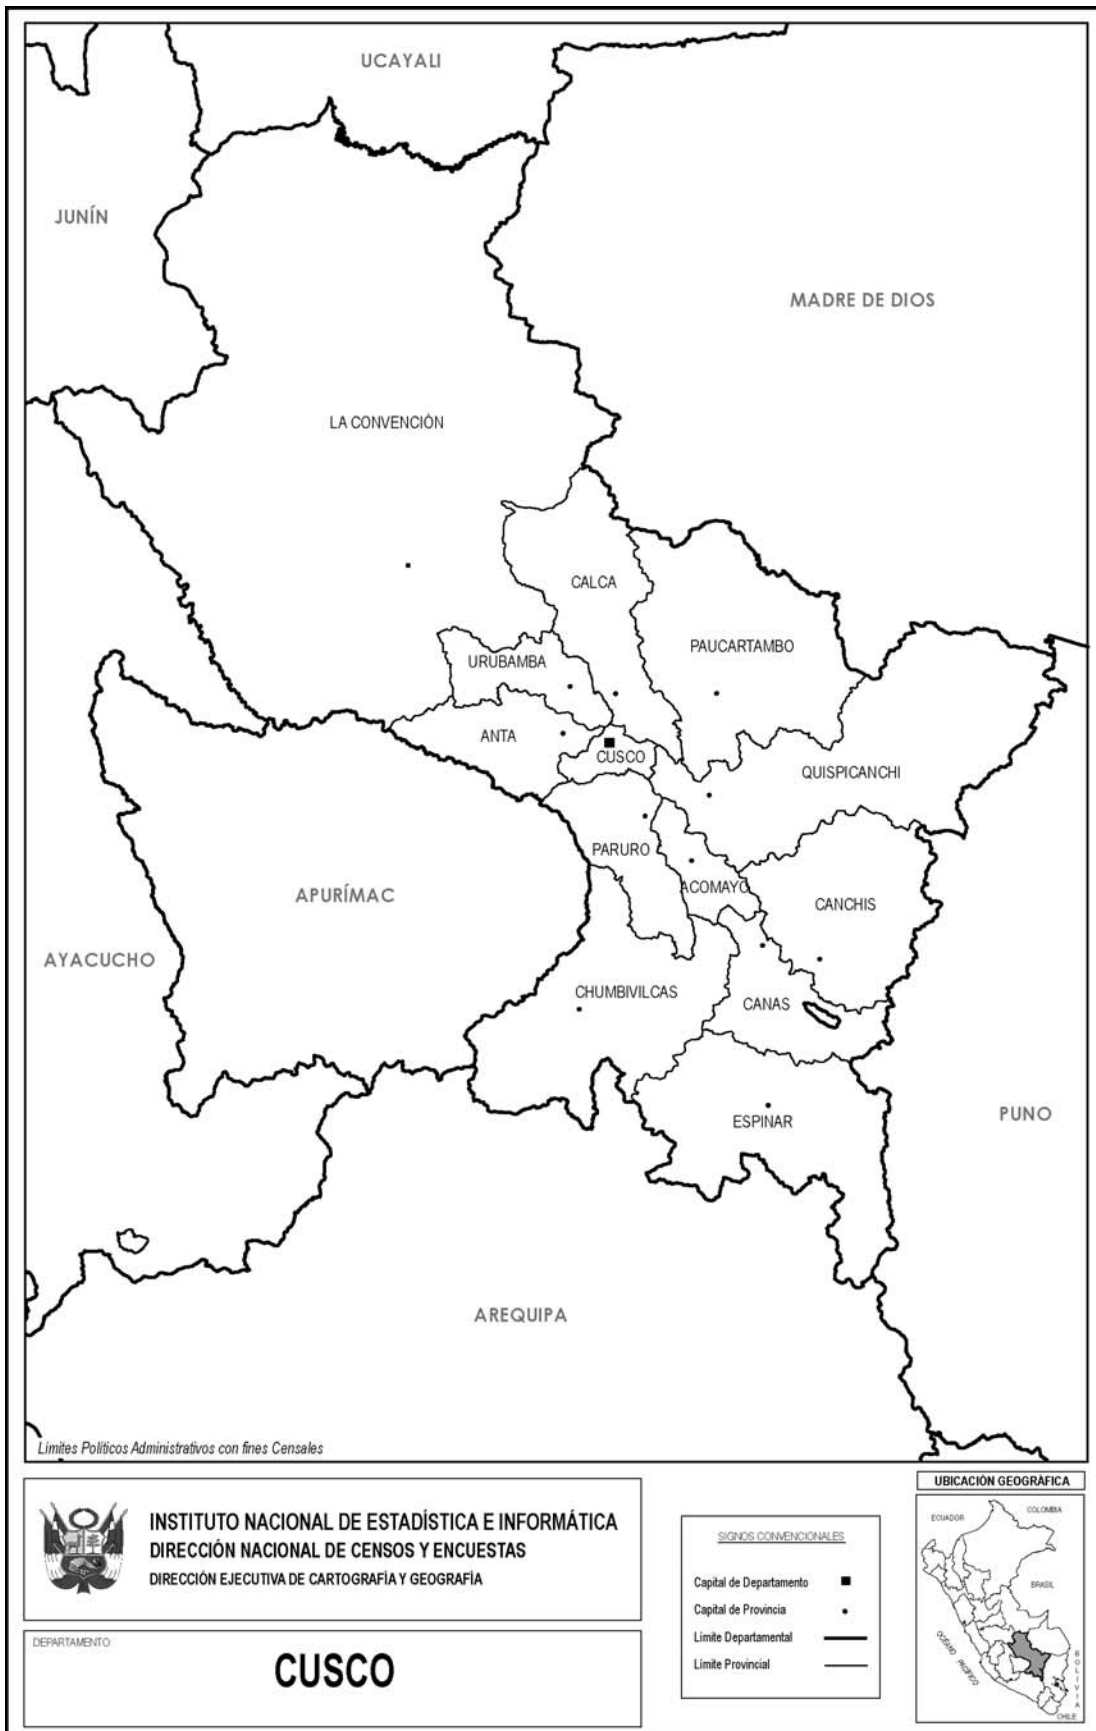 UCAYALI
JUNÍN
MADRE DE DIOS
LA CONVENCIÓN
CALCA
PAUCARTAMBO
URUBAMBA
ANTA
CUSCO
QUISPICANCHI
PARURO
ACOMAYO
APURÍMAC
CANCHIS
AYACUCHO
CHUMBIVILCAS
CANAS
PUNO
ESPINAR
AREQUIPA
Límites Políticos Administrativos con fines Censales
INSTITUTO NACIONAL DE ESTADÍSTICA E INFORMÁTICA
DIRECCIÓN NACIONAL DE CENSOS Y ENCUESTAS
DIRECCIÓN EJECUTIVA DE CARTOGRAFÍA Y GEOGRAFÍA
DEPARTAMENTO
CUSCO
SIGNOS CONVENCIONALES
Capital de Departamento
Capital de Provincia
Límite Departamental
Límite Provincial
UBICACIÓN GEOGRÁFICA
COLOMBIA
ECUADOR
BRASIL
OCÉANO PACÍFICO
BOLIVIA
CHILE